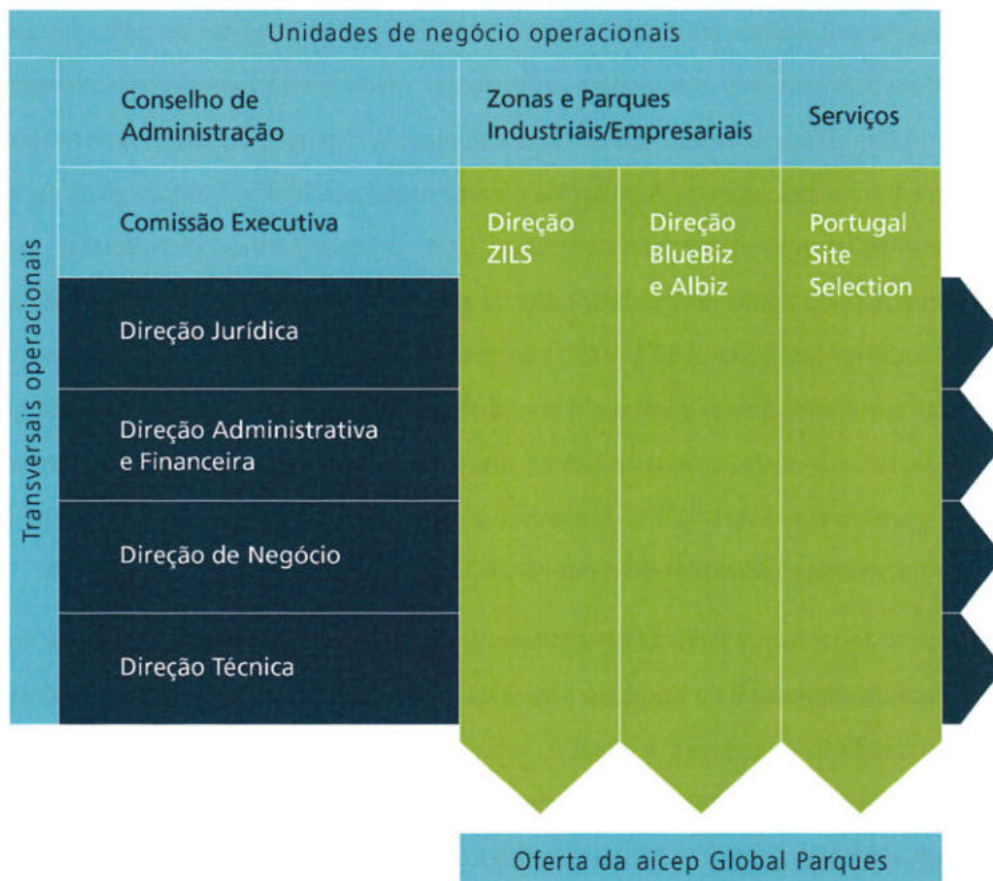 Unidades de negócio operacionais
Transversais operacionais
Conselho de
Administração
Zonas e Parques
Industriais/Empresariais
Serviços
Comissão Executiva
Direção
ZILS
Direção
BlueBiz
e Albiz
Portugal
Site
Selection
Direção Jurídica
Direção Administrativa
e Financeira
Direção de Negócio
Direção Técnica
Oferta da aicep Global Parques